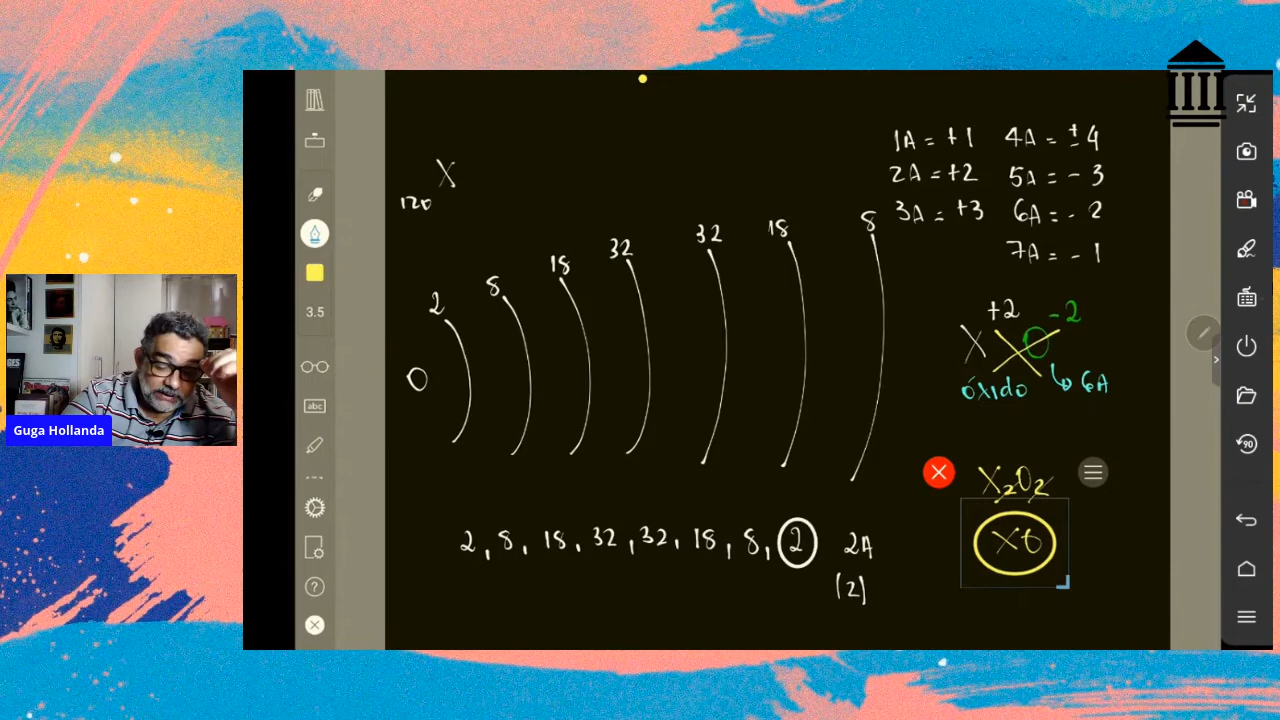 120 X
1A = +1 4A = ± 4
2A = +2 5A = - 3
3A = +3 6A = - 2
7A = - 1
0 2 8 18 32 32 18 8
+2 -2
X O
óxido ↳ 6A
X2O2
XO
2, 8, 18, 32, 32, 18, 8, 2 2A
(2)
3.5
abc
90
?
Guga Hollanda